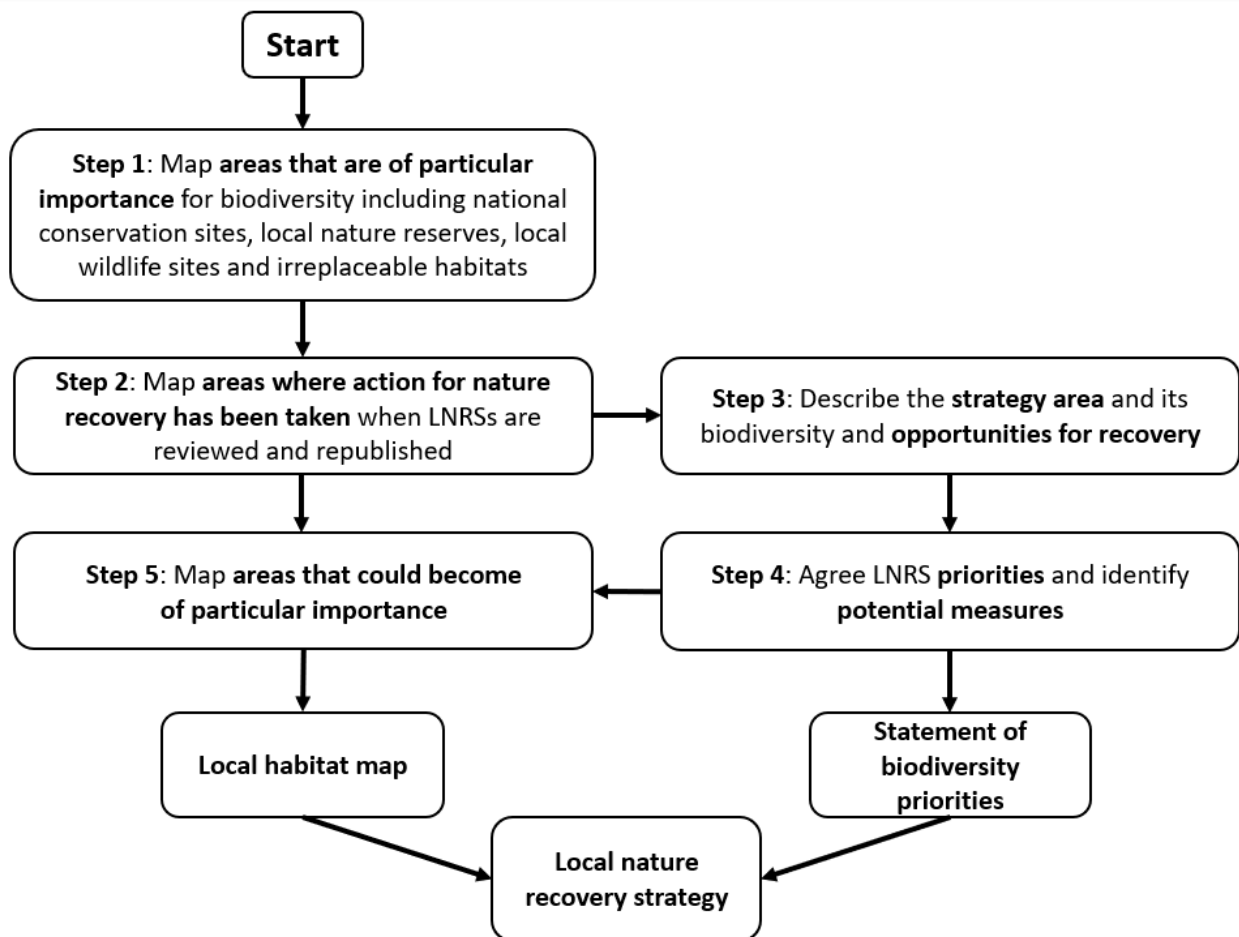 Start
Step 1: Map areas that are of particular
importance for biodiversity including national
conservation sites, local nature reserves, local
wildlife sites and irreplaceable habitats
Step 2: Map areas where action for nature
recovery has been taken when LNRSs are
reviewed and republished
Step 3: Describe the strategy area and its
biodiversity and opportunities for recovery
Step 4: Agree LNRS priorities and identify
potential measures
Step 5: Map areas that could become
of particular importance
Local habitat map
Statement of
biodiversity
priorities
Local nature
recovery strategy